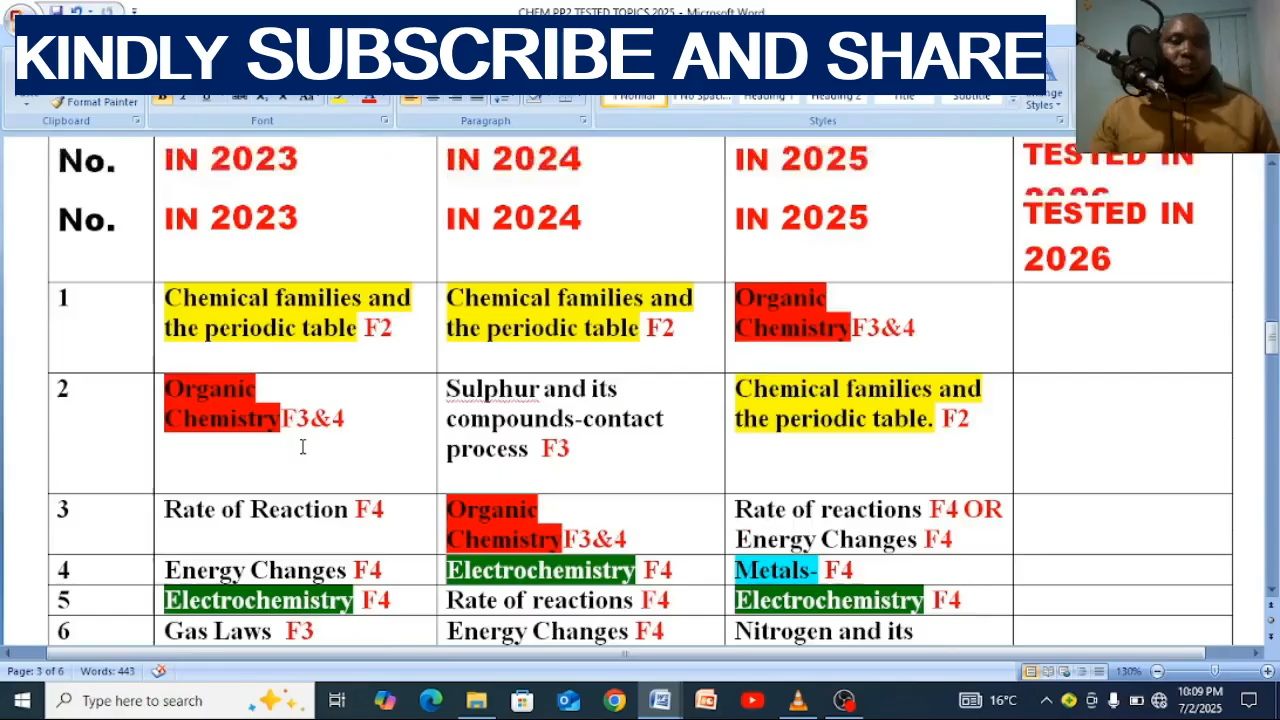 CHEM PP2 TESTED TOPICS 2025 - Microsoft Word
KINDLY SUBSCRIBE AND SHARE
Format Painter
Change
Styles
Clipboard
Font
Paragraph
Styles
No. IN 2023 IN 2024 IN 2025 TESTED IN
No. IN 2023 IN 2024 IN 2025 TESTED IN
2026
1 Chemical families and Chemical families and Organic
the periodic table F2 the periodic table F2 ChemistryF3&4
2 Organic Sulphur and its Chemical families and
ChemistryF3&4 compounds-contact the periodic table. F2
process F3
3 Rate of Reaction F4 Organic Rate of reactions F4 OR
ChemistryF3&4 Energy Changes F4
4 Energy Changes F4 Electrochemistry F4 Metals- F4
5 Electrochemistry F4 Rate of reactions F4 Electrochemistry F4
6 Gas Laws F3 Energy Changes F4 Nitrogen and its
Page: 3 of 6 Words: 443 130%
Type here to search 16°C 10:09 PM
7/2/2025